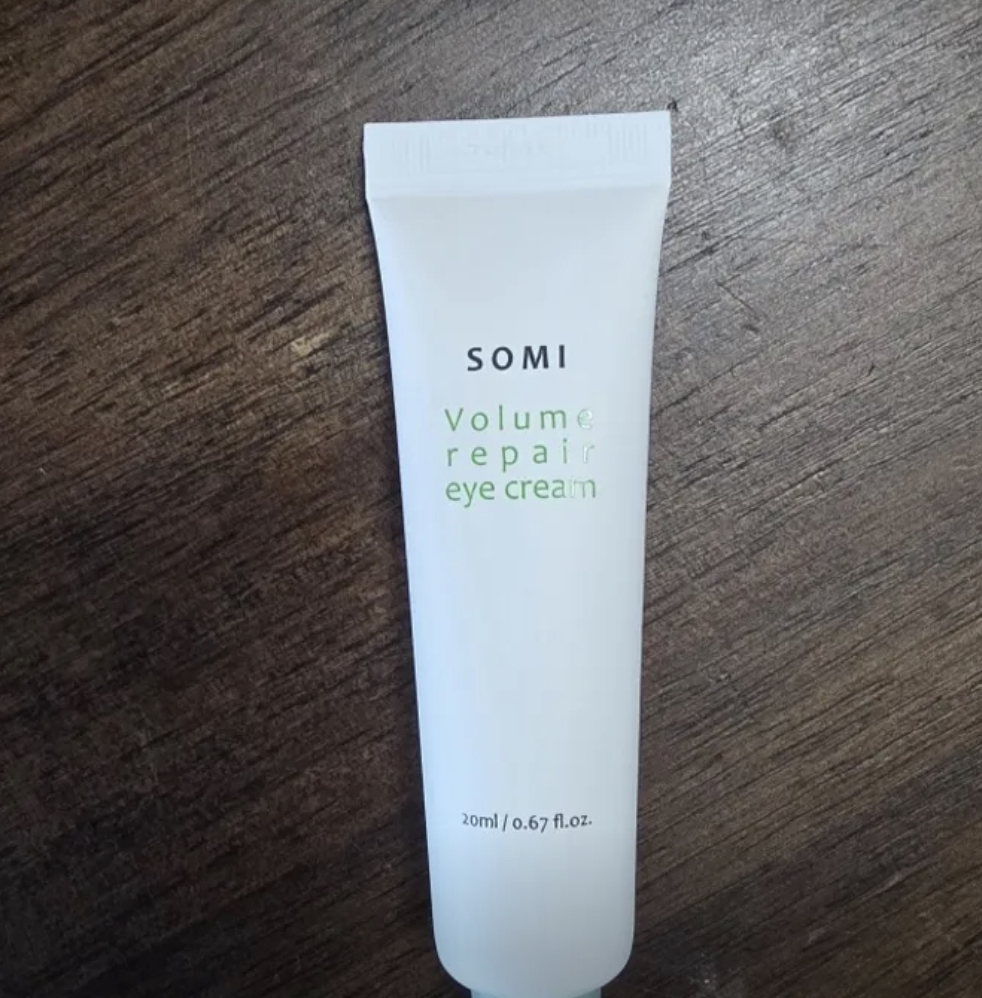 SOMI
Volume
repair
eye cream
20ml / 0.67 fl.oz.